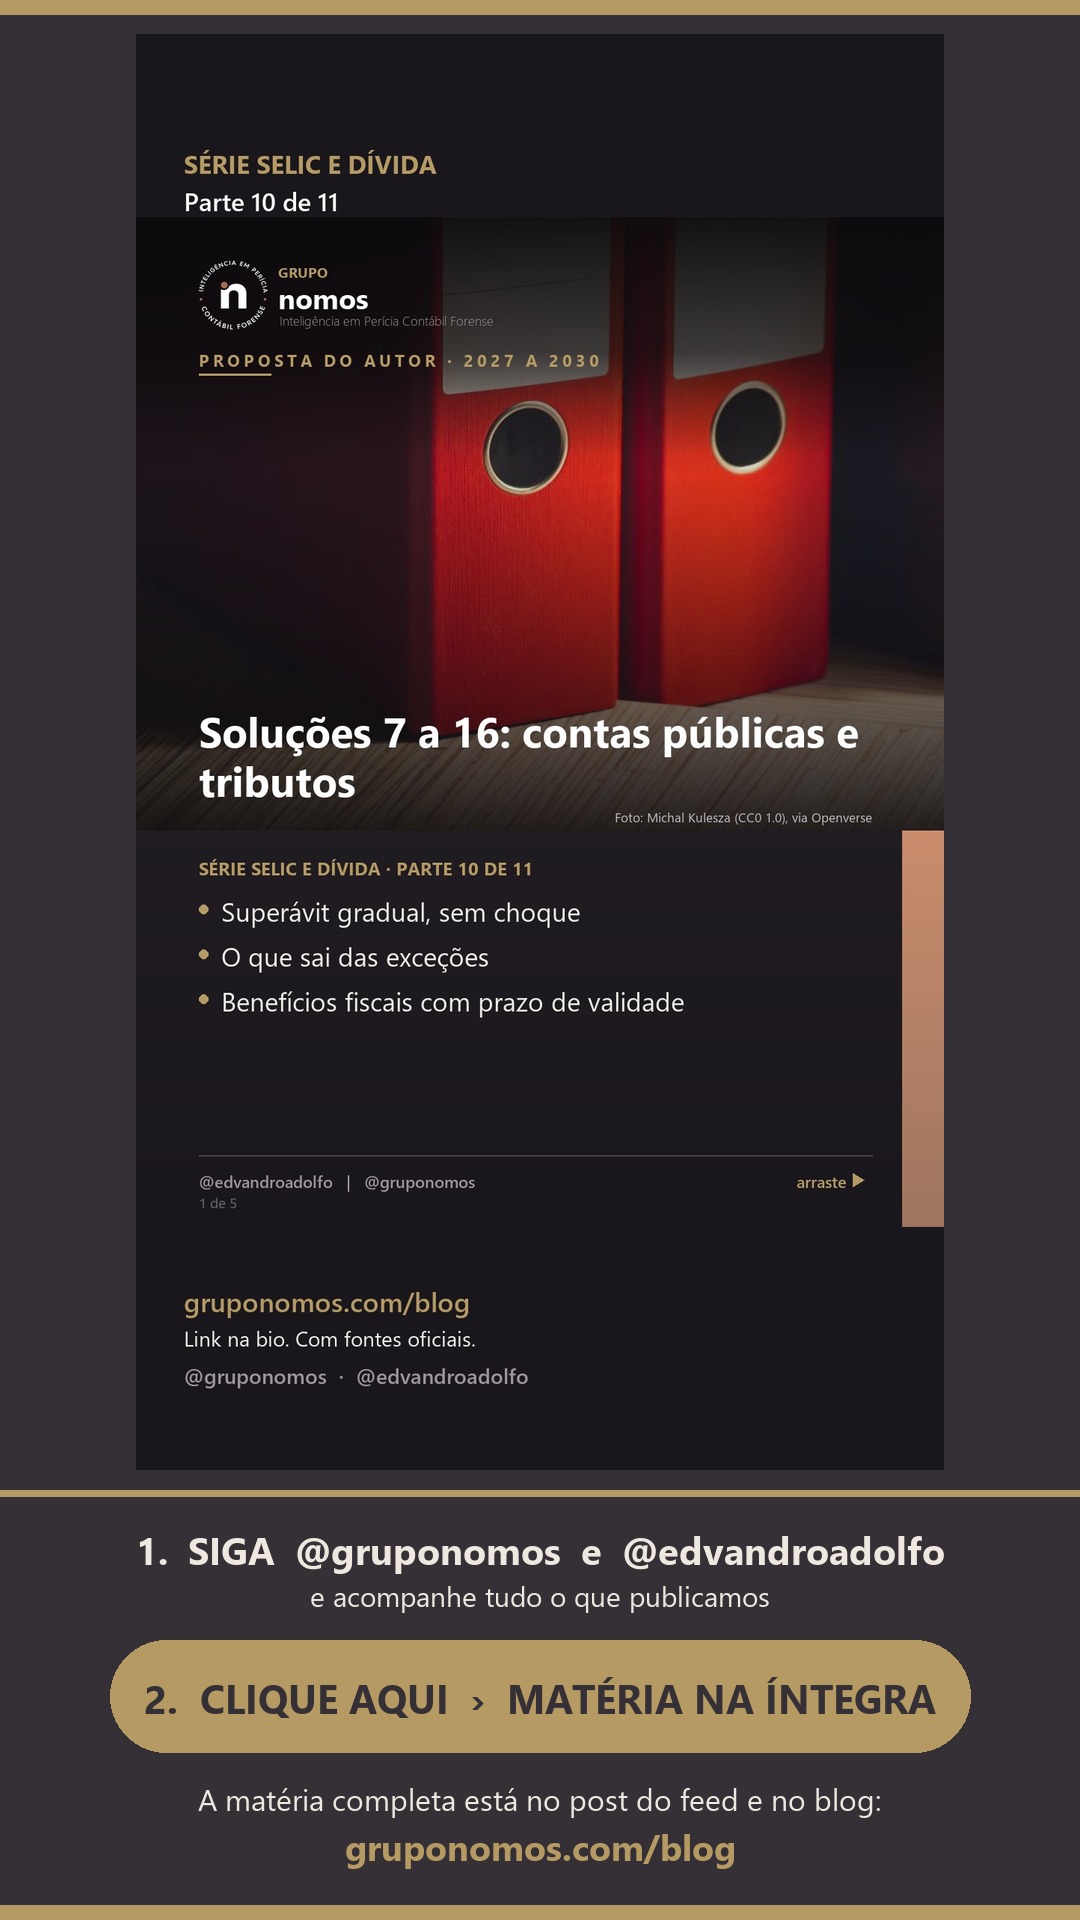 SÉRIE SELIC E DÍVIDA
Parte 10 de 11
INTELIGÊNCIA EM PERÍCIA CONTÁBIL FORENSE
n
GRUPO
nomos
Inteligência em Perícia Contábil Forense
PROPOSTA DO AUTOR · 2027 A 2030
Soluções 7 a 16: contas públicas e
tributos
Foto: Michal Kulesza (CC0 1.0), via Openverse
SÉRIE SELIC E DÍVIDA · PARTE 10 DE 11
• Superávit gradual, sem choque
• O que sai das exceções
• Benefícios fiscais com prazo de validade
@edvandroadolfo | @gruponomos
arraste ▶
1 de 5
gruponomos.com/blog
Link na bio. Com fontes oficiais.
@gruponomos · @edvandroadolfo
1. SIGA @gruponomos e @edvandroadolfo
e acompanhe tudo o que publicamos
2. CLIQUE AQUI › MATÉRIA NA ÍNTEGRA
A matéria completa está no post do feed e no blog:
gruponomos.com/blog